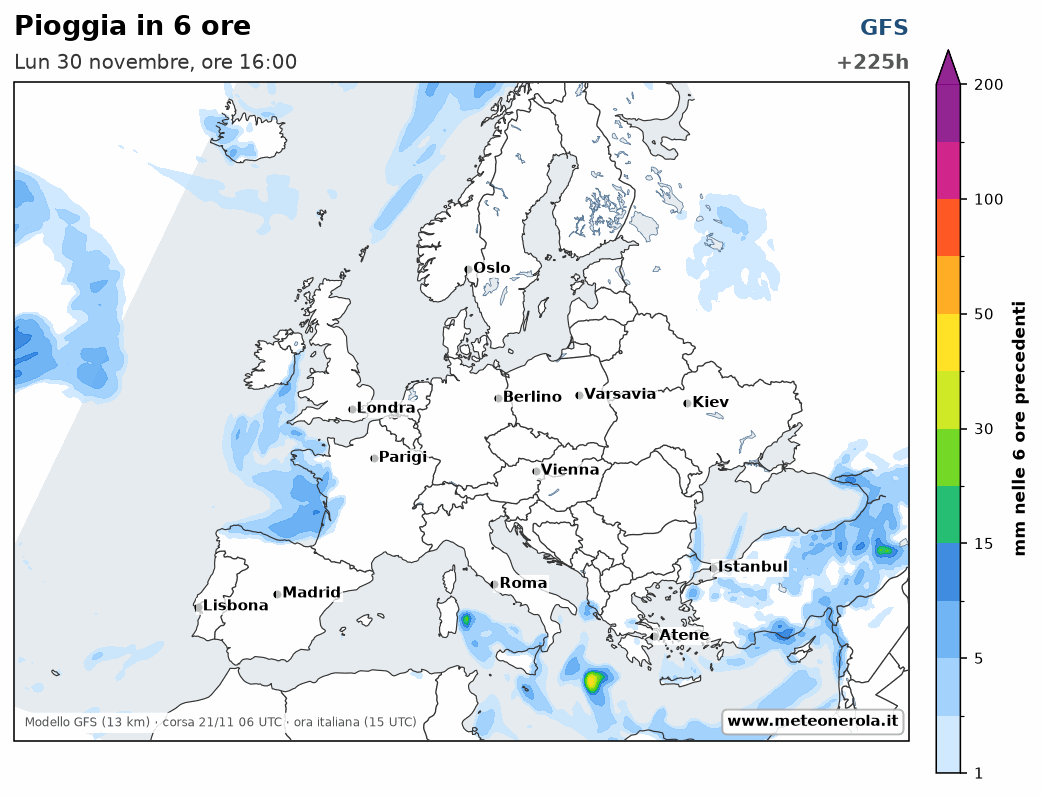 Pioggia in 6 ore
GFS
Lun 30 novembre, ore 16:00
+225h
200
100
50
30
15
5
1
mm nelle 6 ore precedenti
Oslo
Berlino
Varsavia
Kiev
Londra
Parigi
Vienna
Istanbul
Roma
Madrid
Lisbona
Atene
Modello GFS (13 km) · corsa 21/11 06 UTC · ora italiana (15 UTC)
www.meteonerola.it